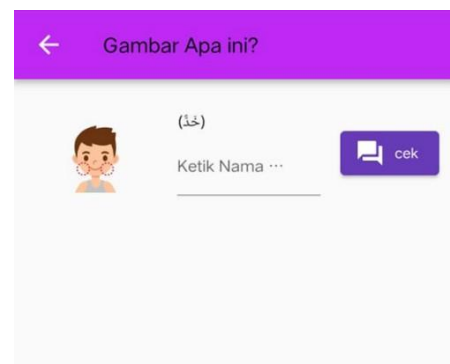 Gambar Apa ini?
(خَدٌّ)
Ketik Nama ...
cek